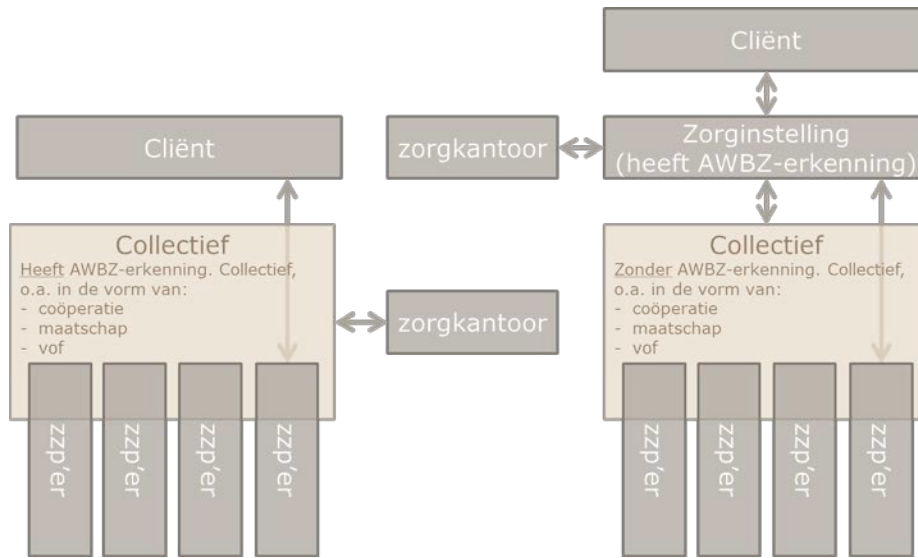 Cliënt
Collectief
Heeft AWBZ-erkenning. Collectief,
o.a. in de vorm van:
- coöperatie
- maatschap
- vof
zzp'er
zzp'er
zzp'er
zzp'er
zorgkantoor
Cliënt
zorgkantoor
Zorginstelling
(heeft AWBZ-erkenning)
Collectief
Zonder AWBZ-erkenning. Collectief,
o.a. in de vorm van:
- coöperatie
- maatschap
- vof
zzp'er
zzp'er
zzp'er
zzp'er